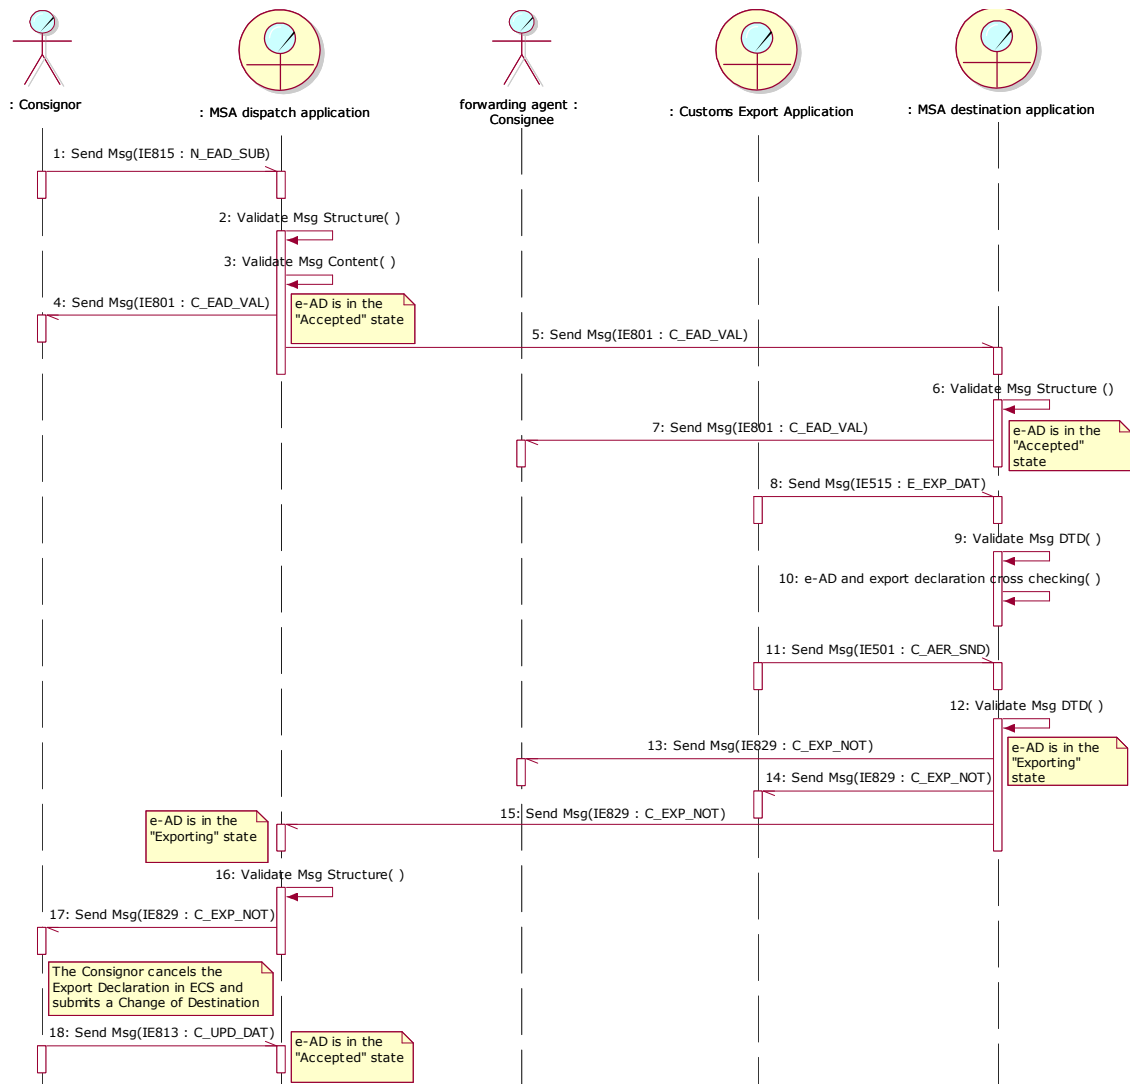 : Consignor
: MSA dispatch application
forwarding agent :
Consignee
: Customs Export Application
: MSA destination application
1: Send Msg(IE815 : N_EAD_SUB)
2: Validate Msg Structure( )
3: Validate Msg Content( )
4: Send Msg(IE801 : C_EAD_VAL)
e-AD is in the
"Accepted" state
5: Send Msg(IE801 : C_EAD_VAL)
6: Validate Msg Structure ()
7: Send Msg(IE801 : C_EAD_VAL)
e-AD is in the
"Accepted"
state
8: Send Msg(IE515 : E_EXP_DAT)
9: Validate Msg DTD( )
10: e-AD and export declaration cross checking( )
11: Send Msg(IE501 : C_AER_SND)
12: Validate Msg DTD( )
13: Send Msg(IE829 : C_EXP_NOT)
e-AD is in the
"Exporting"
state
14: Send Msg(IE829 : C_EXP_NOT)
15: Send Msg(IE829 : C_EXP_NOT)
e-AD is in the
"Exporting" state
16: Validate Msg Structure( )
17: Send Msg(IE829 : C_EXP_NOT)
The Consignor cancels the
Export Declaration in ECS and
submits a Change of Destination
18: Send Msg(IE813 : C_UPD_DAT)
e-AD is in the
"Accepted" state